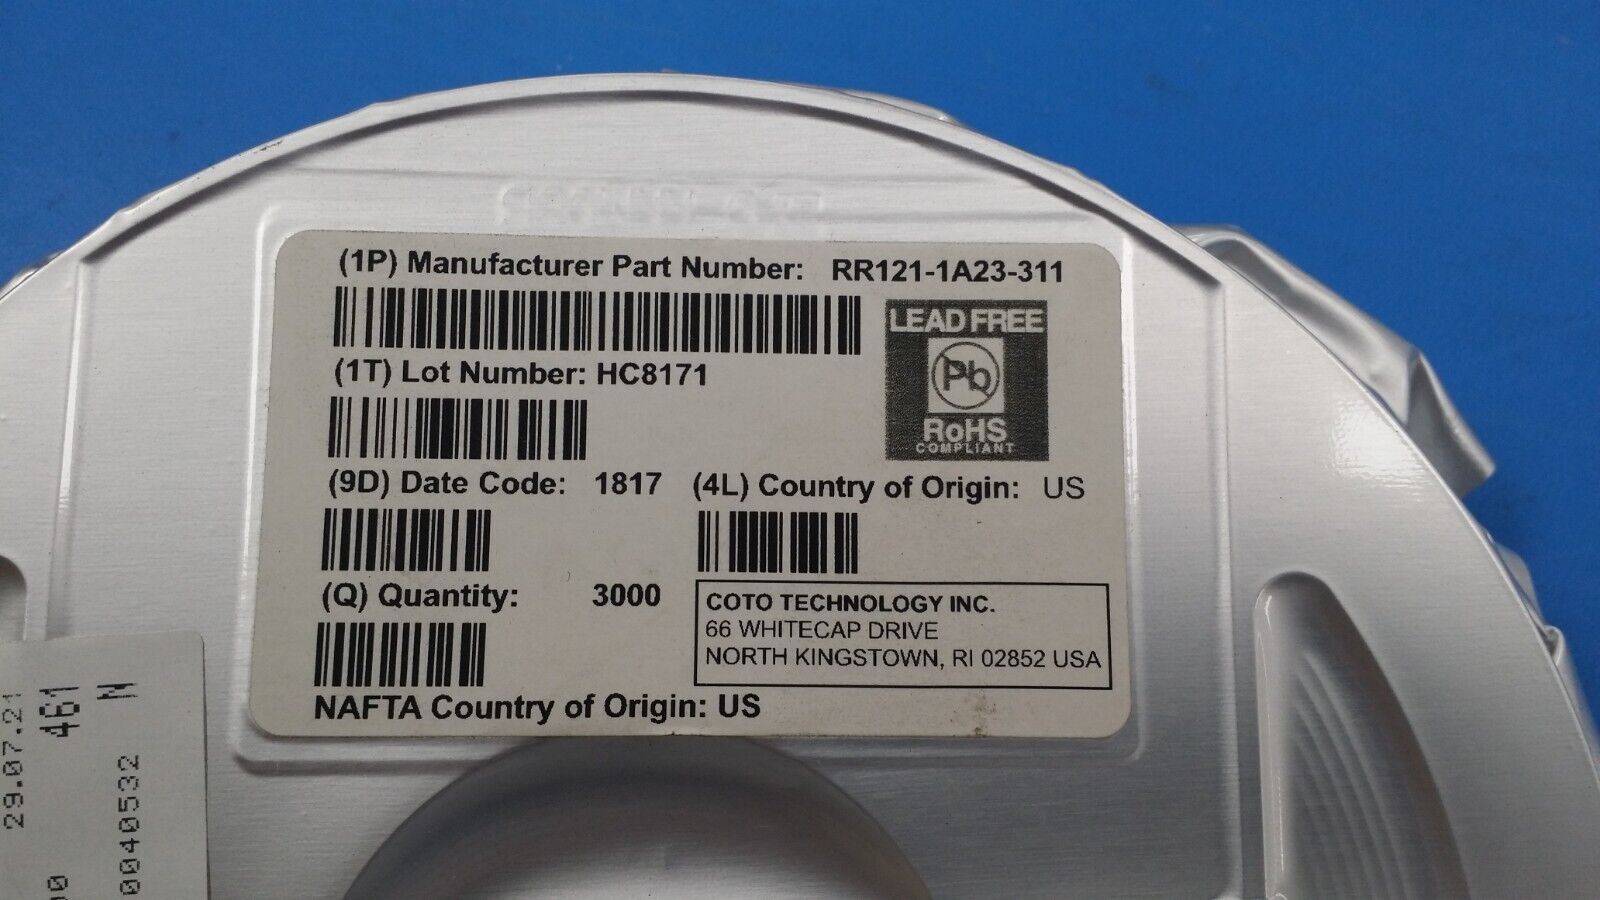 (1P) Manufacturer Part Number: RR121-1A23-311
LEAD FREE
Pb
RoHS
COMPLIANT
(1T) Lot Number: HC8171
(9D) Date Code: 1817 (4L) Country of Origin: US
(Q) Quantity: 3000
COTO TECHNOLOGY INC.
66 WHITECAP DRIVE
NORTH KINGSTOWN, RI 02852 USA
NAFTA Country of Origin: US
29.07.21
461
N
0040532